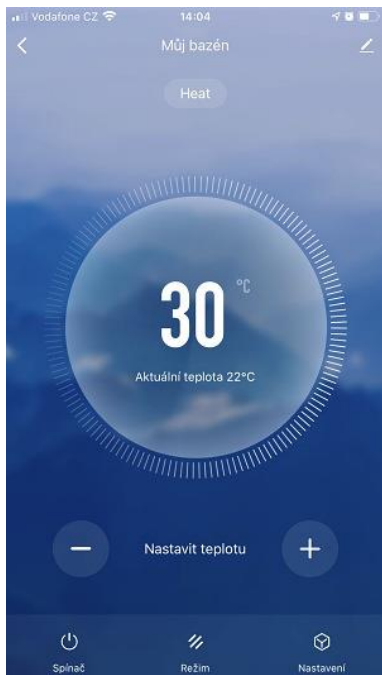 Vodafone CZ 14:04
Můj bazén
Heat
30 °C
Aktuální teplota 22°C
Nastavit teplotu
Spínač Režim Nastavení